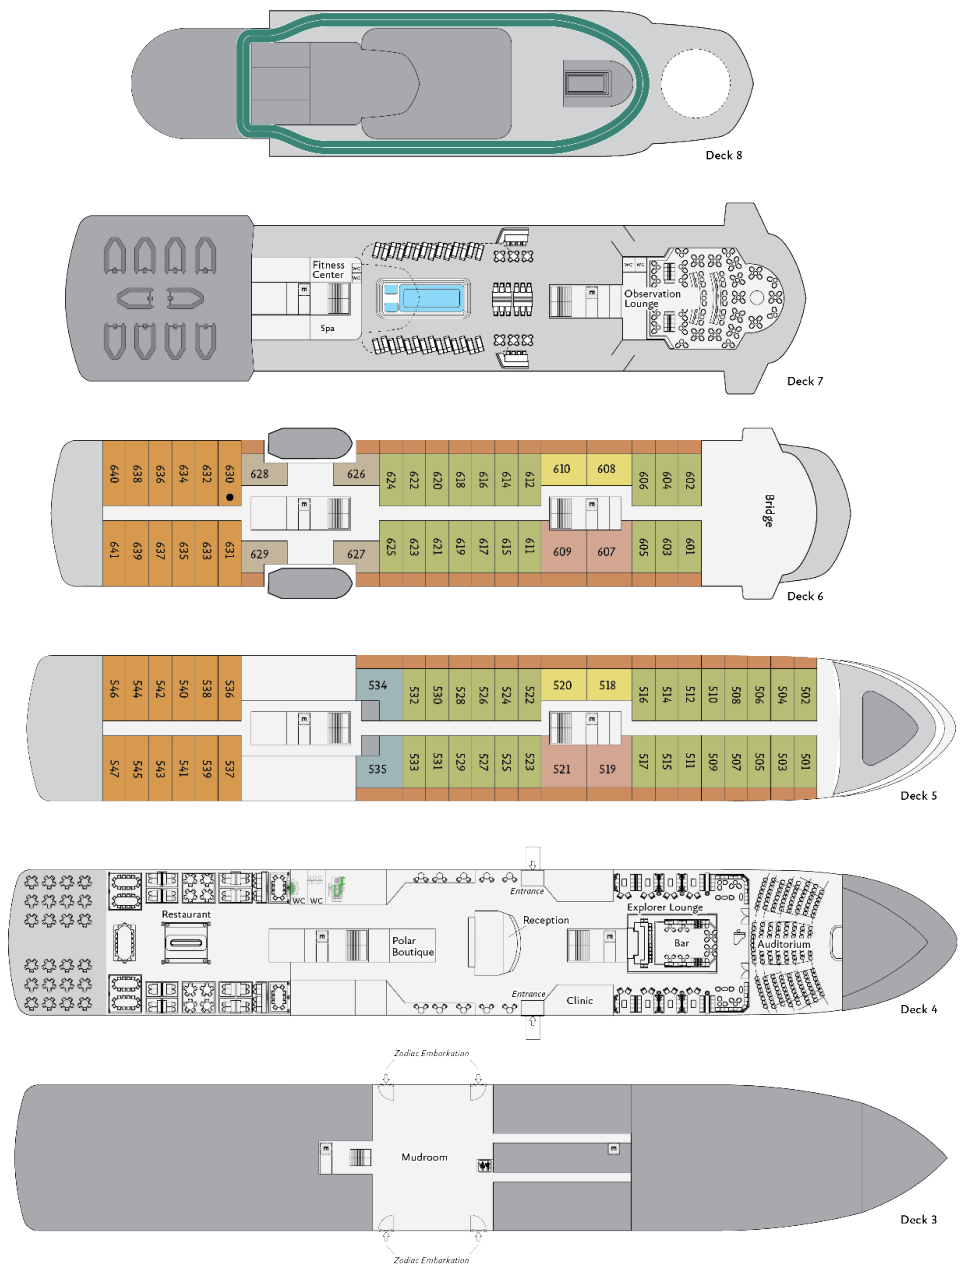 Deck 8
Fitness
Center
WC
WC
E
Spa
E
WC WC
Observation
Lounge
Deck 7
640 638 636 634 632 630 628 626 624 622 620 618 616 614 612 610 608 606 604 602
E E
Bridge
641 639 637 635 633 631 629 627 625 623 621 619 617 615 611 609 607 605 603 601
Deck 6
546 544 542 540 538 536 534 532 530 528 526 524 522 520 518 516 514 512 510 508 506 504 502
E E
547 545 543 541 539 537 535 533 531 529 527 525 523 521 519 517 515 511 509 507 505 503 501
Deck 5
WC WC
Entrance
Restaurant
Explorer Lounge
Reception
E
Polar
Boutique
E
Bar
Auditorium
Entrance
Clinic
Deck 4
Zodiac Embarkation
E
Mudroom
E
Deck 3
Zodiac Embarkation